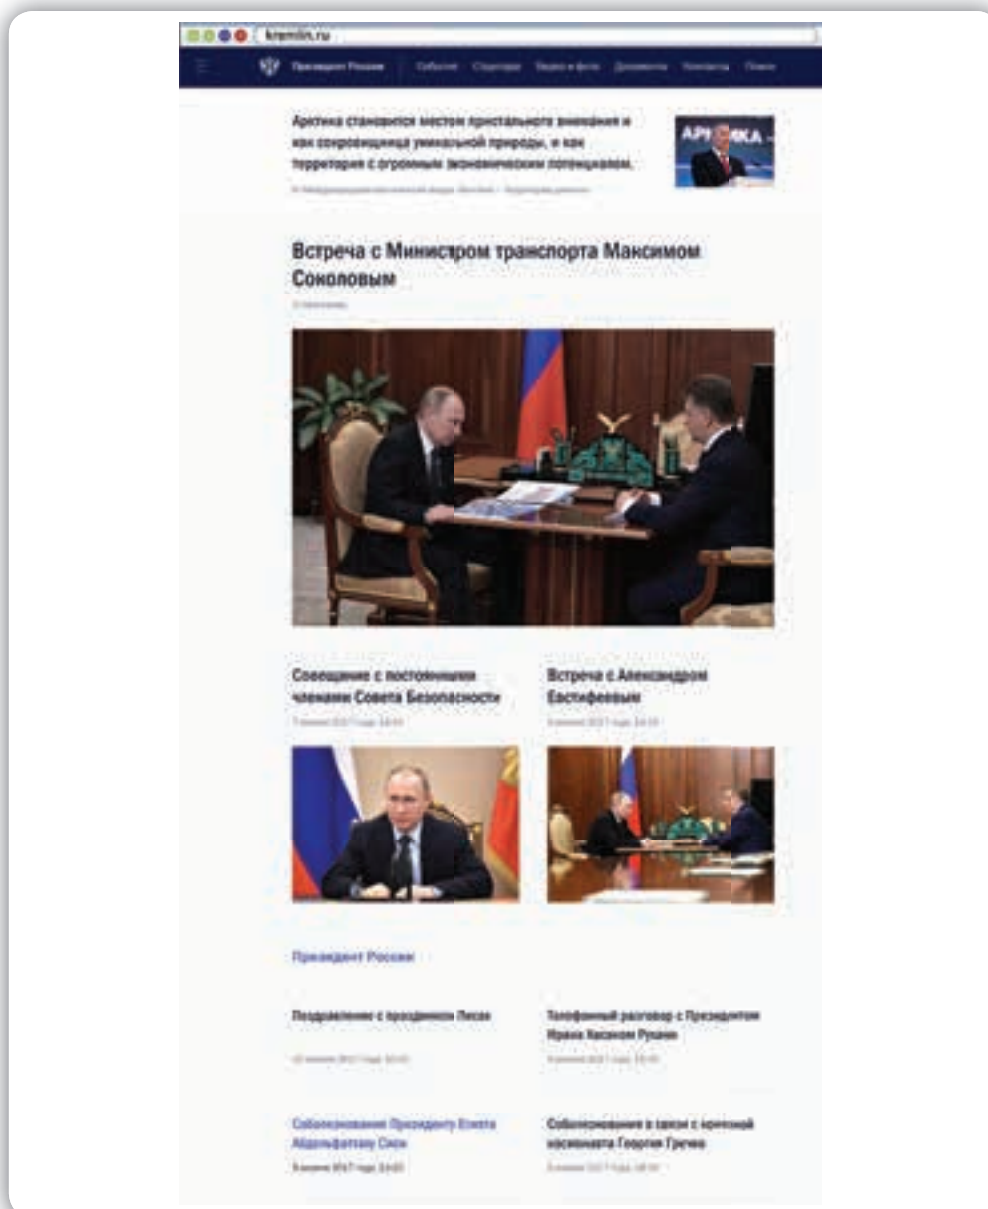 kremlin.ru
Президент России События Структура Видео и фото Документы Контакты Поиск
Арктика становится местом пристального внимания и
как сокровищница уникальной природы, и как
территория с огромным экономическим потенциалом.
Встреча с Министром транспорта Максимом
Соколовым
Совещание с постоянными
членами Совета Безопасности
Встреча с Александром
Евстифеевым
Президент России
Поздравление с праздником Песах
Телефонный разговор с Президентом
Ирана Хасаном Рухани
Соболезнования Президенту Египта
Абдельфаттаху Сиси
Соболезнования в связи с кончиной
космонавта Георгия Гречко